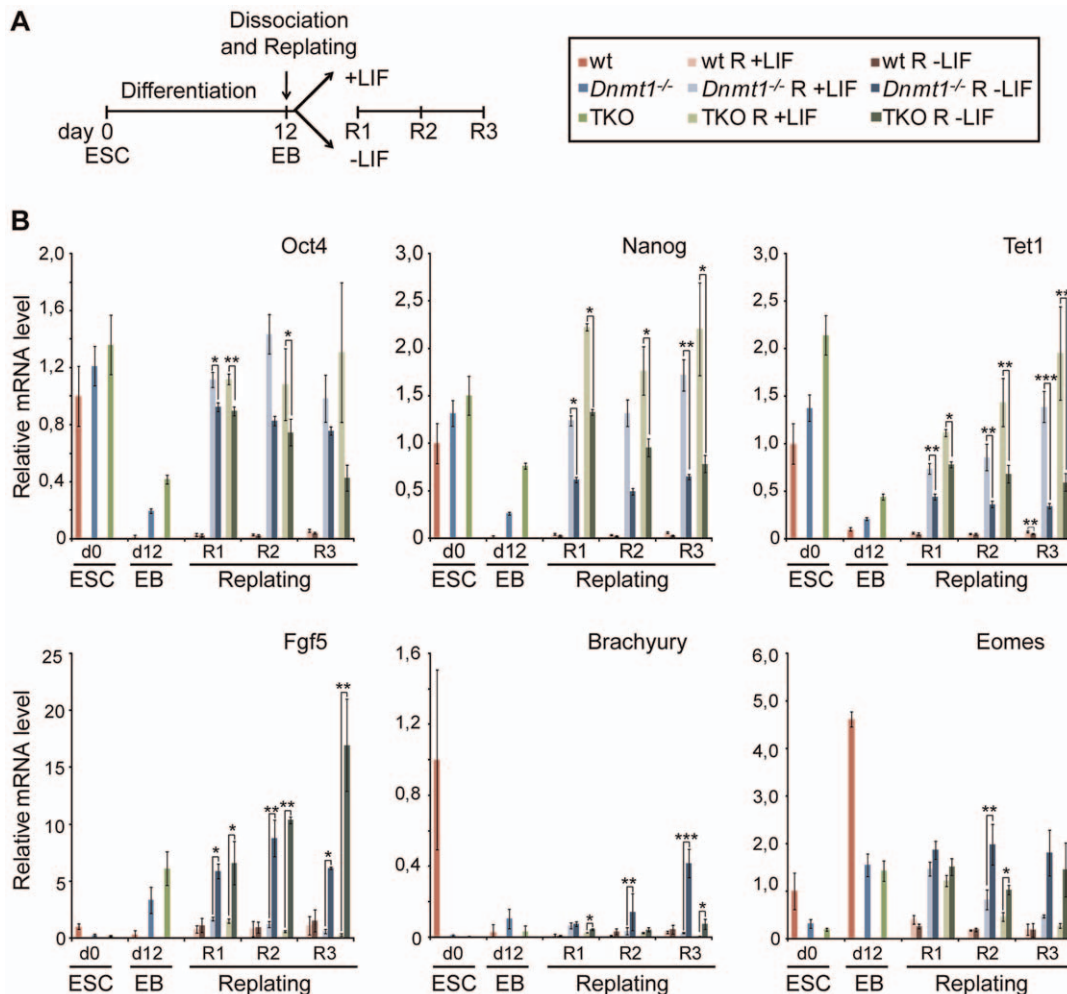 A
Dissociation
and Replating
Differentiation
+LIF
day 0
12
R1
R2
R3
ESC
EB
-LIF
wt
wt R +LIF
wt R -LIF
Dnmt1-/-
Dnmt1-/- R +LIF
Dnmt1-/- R -LIF
TKO
TKO R +LIF
TKO R -LIF
B
Oct4
Relative mRNA level
2,0
1,6
1,2
0.8
0.4
0
* ** *
d0 d12 R1 R2 R3
ESC EB Replating
Nanog
3,0
2,5
2,0
1,5
1,0
0,5
0
* * * ** *
d0 d12 R1 R2 R3
ESC EB Replating
Tet1
3,0
2,5
2,0
1,5
1,0
0,5
0
** * ** ** ** *** **
d0 d12 R1 R2 R3
ESC EB Replating
Fgf5
Relative mRNA level
25
20
15
10
5
0
* * ** ** * **
d0 d12 R1 R2 R3
ESC EB Replating
Brachyury
1,6
1,2
0,8
0,4
0
* ** *** *
d0 d12 R1 R2 R3
ESC EB Replating
Eomes
6,0
5,0
4,0
3,0
2,0
1,0
0
** *
d0 d12 R1 R2 R3
ESC EB Replating